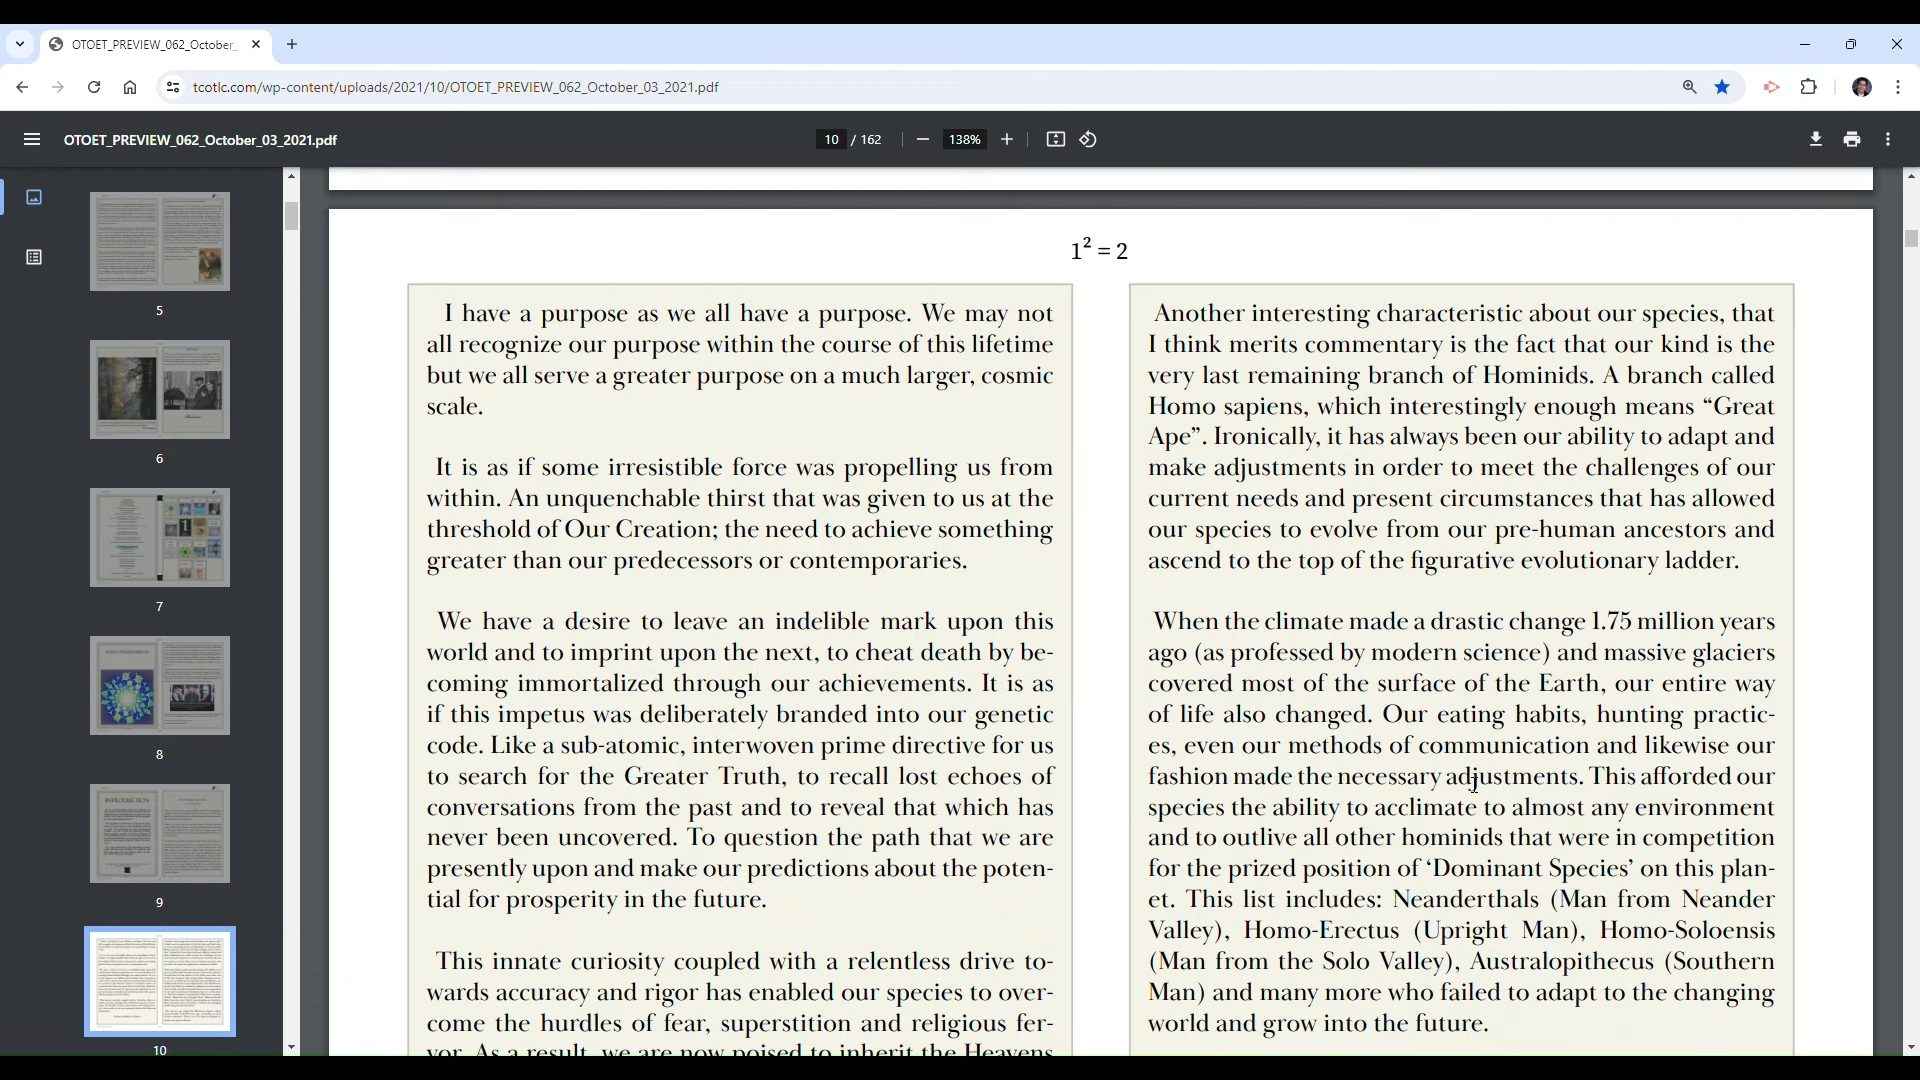 OTOET_PREVIEW_062_October_
tcotlc.com/wp-content/uploads/2021/10/OTOET_PREVIEW_062_October_03_2021.pdf
OTOET_PREVIEW_062_October_03_2021.pdf
10 / 162
138%
5
6
7
8
INTRODUCTION
9
10
1² = 2
I have a purpose as we all have a purpose. We may not
all recognize our purpose within the course of this lifetime
but we all serve a greater purpose on a much larger, cosmic
scale.
It is as if some irresistible force was propelling us from
within. An unquenchable thirst that was given to us at the
threshold of Our Creation; the need to achieve something
greater than our predecessors or contemporaries.
We have a desire to leave an indelible mark upon this
world and to imprint upon the next, to cheat death by be-
coming immortalized through our achievements. It is as
if this impetus was deliberately branded into our genetic
code. Like a sub-atomic, interwoven prime directive for us
to search for the Greater Truth, to recall lost echoes of
conversations from the past and to reveal that which has
never been uncovered. To question the path that we are
presently upon and make our predictions about the poten-
tial for prosperity in the future.
This innate curiosity coupled with a relentless drive to-
wards accuracy and rigor has enabled our species to over-
come the hurdles of fear, superstition and religious fer-
vor. As a result, we are now poised to inherit the Heavens
Another interesting characteristic about our species, that
I think merits commentary is the fact that our kind is the
very last remaining branch of Hominids. A branch called
Homo sapiens, which interestingly enough means “Great
Ape”. Ironically, it has always been our ability to adapt and
make adjustments in order to meet the challenges of our
current needs and present circumstances that has allowed
our species to evolve from our pre-human ancestors and
ascend to the top of the figurative evolutionary ladder.
When the climate made a drastic change 1.75 million years
ago (as professed by modern science) and massive glaciers
covered most of the surface of the Earth, our entire way
of life also changed. Our eating habits, hunting practic-
es, even our methods of communication and likewise our
fashion made the necessary adjustments. This afforded our
species the ability to acclimate to almost any environment
and to outlive all other hominids that were in competition
for the prized position of ‘Dominant Species’ on this plan-
et. This list includes: Neanderthals (Man from Neander
Valley), Homo-Erectus (Upright Man), Homo-Soloensis
(Man from the Solo Valley), Australopithecus (Southern
Man) and many more who failed to adapt to the changing
world and grow into the future.